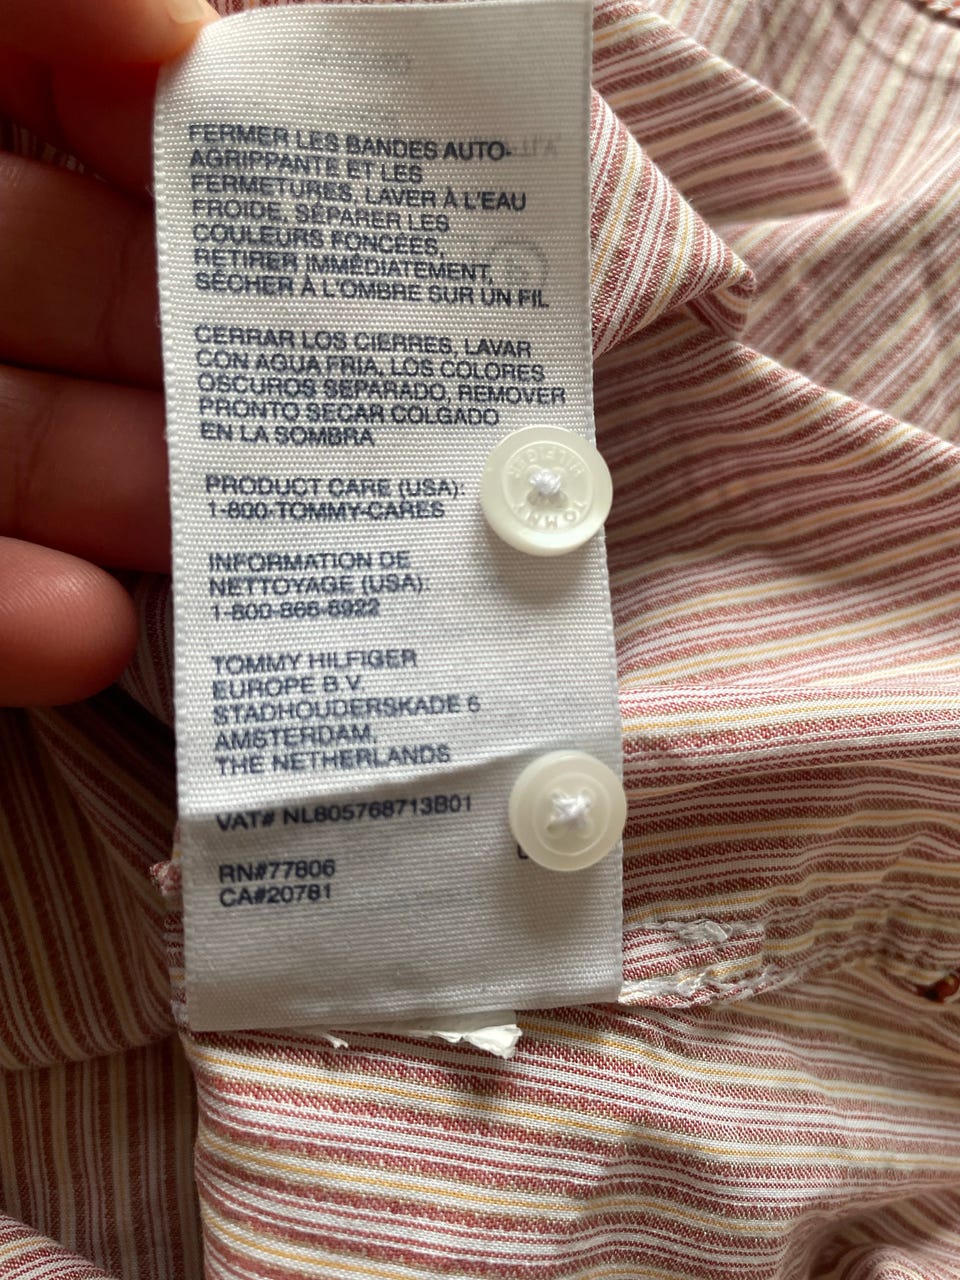 FERMER LES BANDES AUTO-
AGRIPPANTE ET LES
FERMETURES, LAVER À L'EAU
FROIDE, SÉPARER LES
COULEURS FONCÉES,
RETIRER IMMÉDIATEMENT,
SÉCHER À L'OMBRE SUR UN FIL
CERRAR LOS CIERRES, LAVAR
CON AGUA FRIA, LOS COLORES
OSCUROS SEPARADO, REMOVER
PRONTO SECAR COLGADO
EN LA SOMBRA
PRODUCT CARE (USA):
1-800-TOMMY-CARES
INFORMATION DE
NETTOYAGE (USA):
1-800-866-6922
TOMMY HILFIGER
EUROPE B.V.
STADHOUDERSKADE 6
AMSTERDAM,
THE NETHERLANDS
VAT# NL805768713B01
RN#77806
CA#20781
TOMMY
HILFIGER